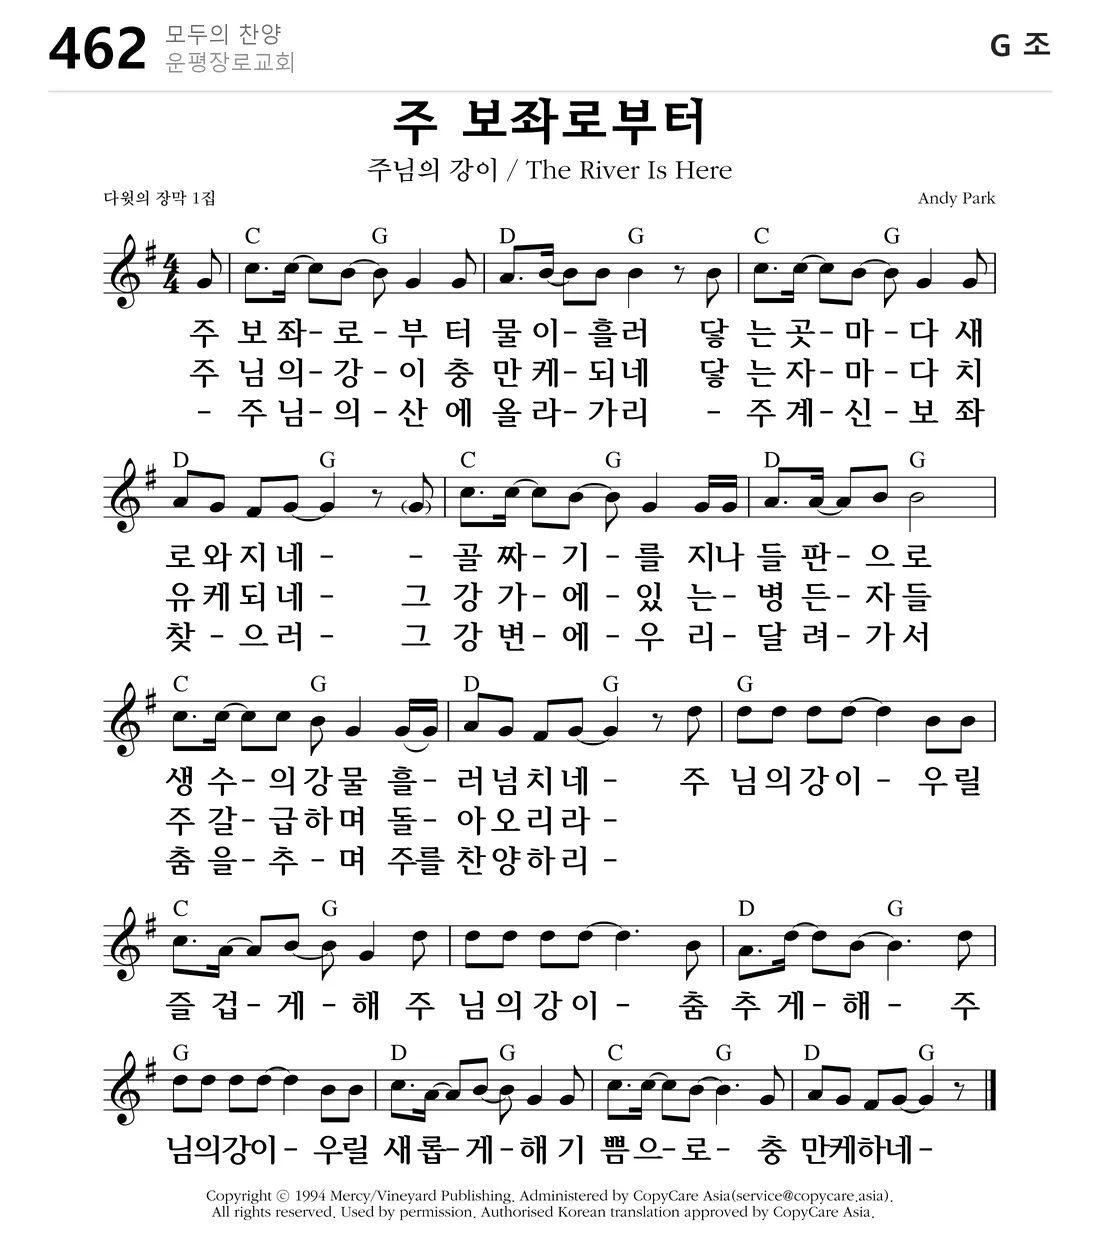 462 모두의 찬양
운평장로교회
G 조
주 보좌로부터
주님의 강이 / The River Is Here
다윗의 장막 1집 Andy Park
C G D G C G
주 보 좌- 로 - 부 터 물 이- 흘러 닿 는 곳- 마 - 다 새
주 님 의- 강 - 이 충 만 케- 되네 닿 는 자- 마 - 다 치
- 주 님- 의 - 산 에 올 라- 가리 - 주 계- 신 - 보 좌
D G C G D G
로 와 지 네 - - 골 짜- 기 - 를 지나 들 판- 으 로
유 케 되 네 - 그 강 가- 에 - 있 는- 병 든- 자 들
찾 - 으 러 - 그 강 변- 에 - 우 리- 달 려- 가 서
C G D G G
생 수- 의 강 물 흘- 러 넘 치 네 - 주 님 의 강 이 - 우 릴
주 갈- 급 하 며 돌- 아 오 리 라 -
춤 을- 추 - 며 주를 찬 양 하 리 -
C G D G
즐 겁- 게 - 해 주 님 의 강 이 - 춤 추 게- 해 - 주
G D G C G D G
님의강이 - 우릴 새 롭- 게 - 해 기 쁨 으- 로 - 충 만케하네 -
Copyright ⓒ 1994 Mercy/Vineyard Publishing. Administered by CopyCare Asia(service@copycare.asia).
All rights reserved. Used by permission. Authorised Korean translation approved by CopyCare Asia.